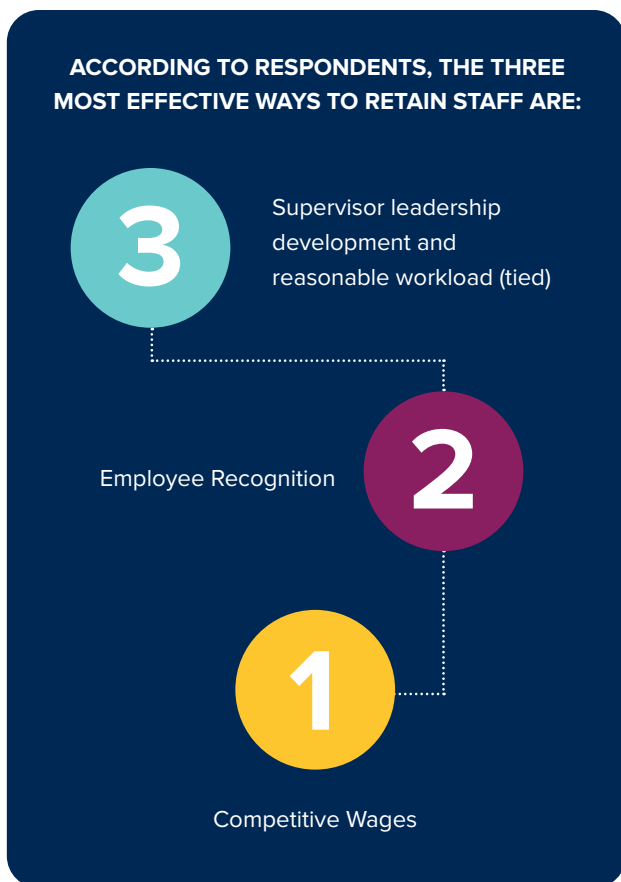 ACCORDING TO RESPONDENTS, THE THREE
MOST EFFECTIVE WAYS TO RETAIN STAFF ARE:
3
Supervisor leadership
development and
reasonable workload (tied)
2
Employee Recognition
1
Competitive Wages